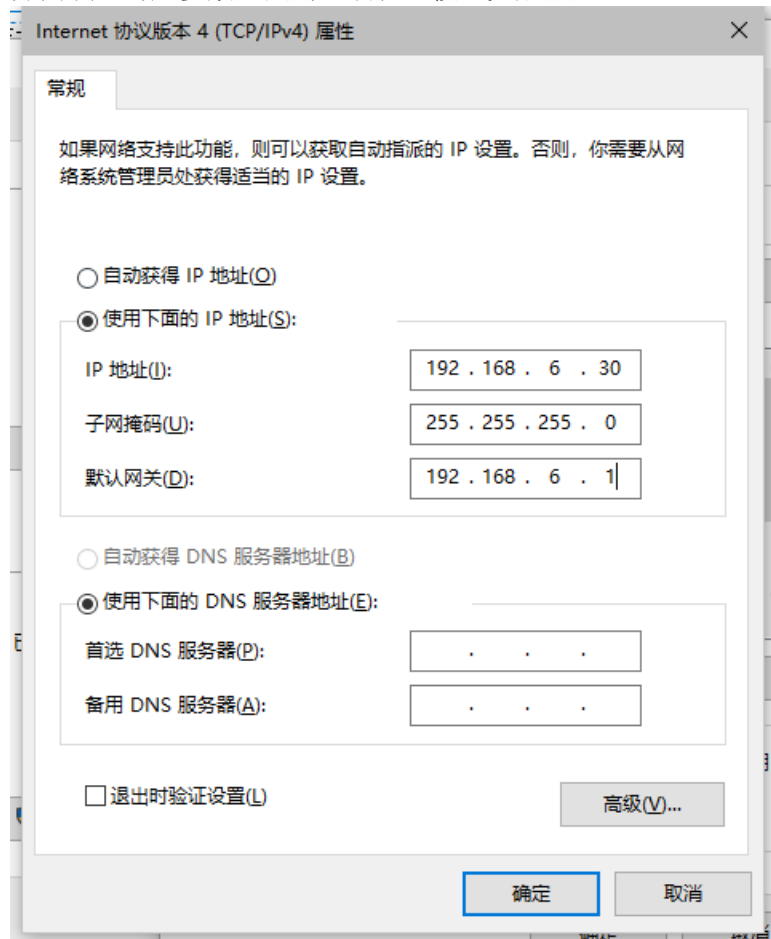 Internet 协议版本 4 (TCP/IPv4) 属性
常规
如果网络支持此功能，则可以获取自动指派的 IP 设置。否则，你需要从网
络系统管理员处获得适当的 IP 设置。
自动获得 IP 地址(O)
使用下面的 IP 地址(S):
IP 地址(I): 192 . 168 . 6 . 30
子网掩码(U): 255 . 255 . 255 . 0
默认网关(D): 192 . 168 . 6 . 1
自动获得 DNS 服务器地址(B)
使用下面的 DNS 服务器地址(E):
首选 DNS 服务器(P): . . .
备用 DNS 服务器(A): . . .
退出时验证设置(L)
高级(V)...
确定 取消